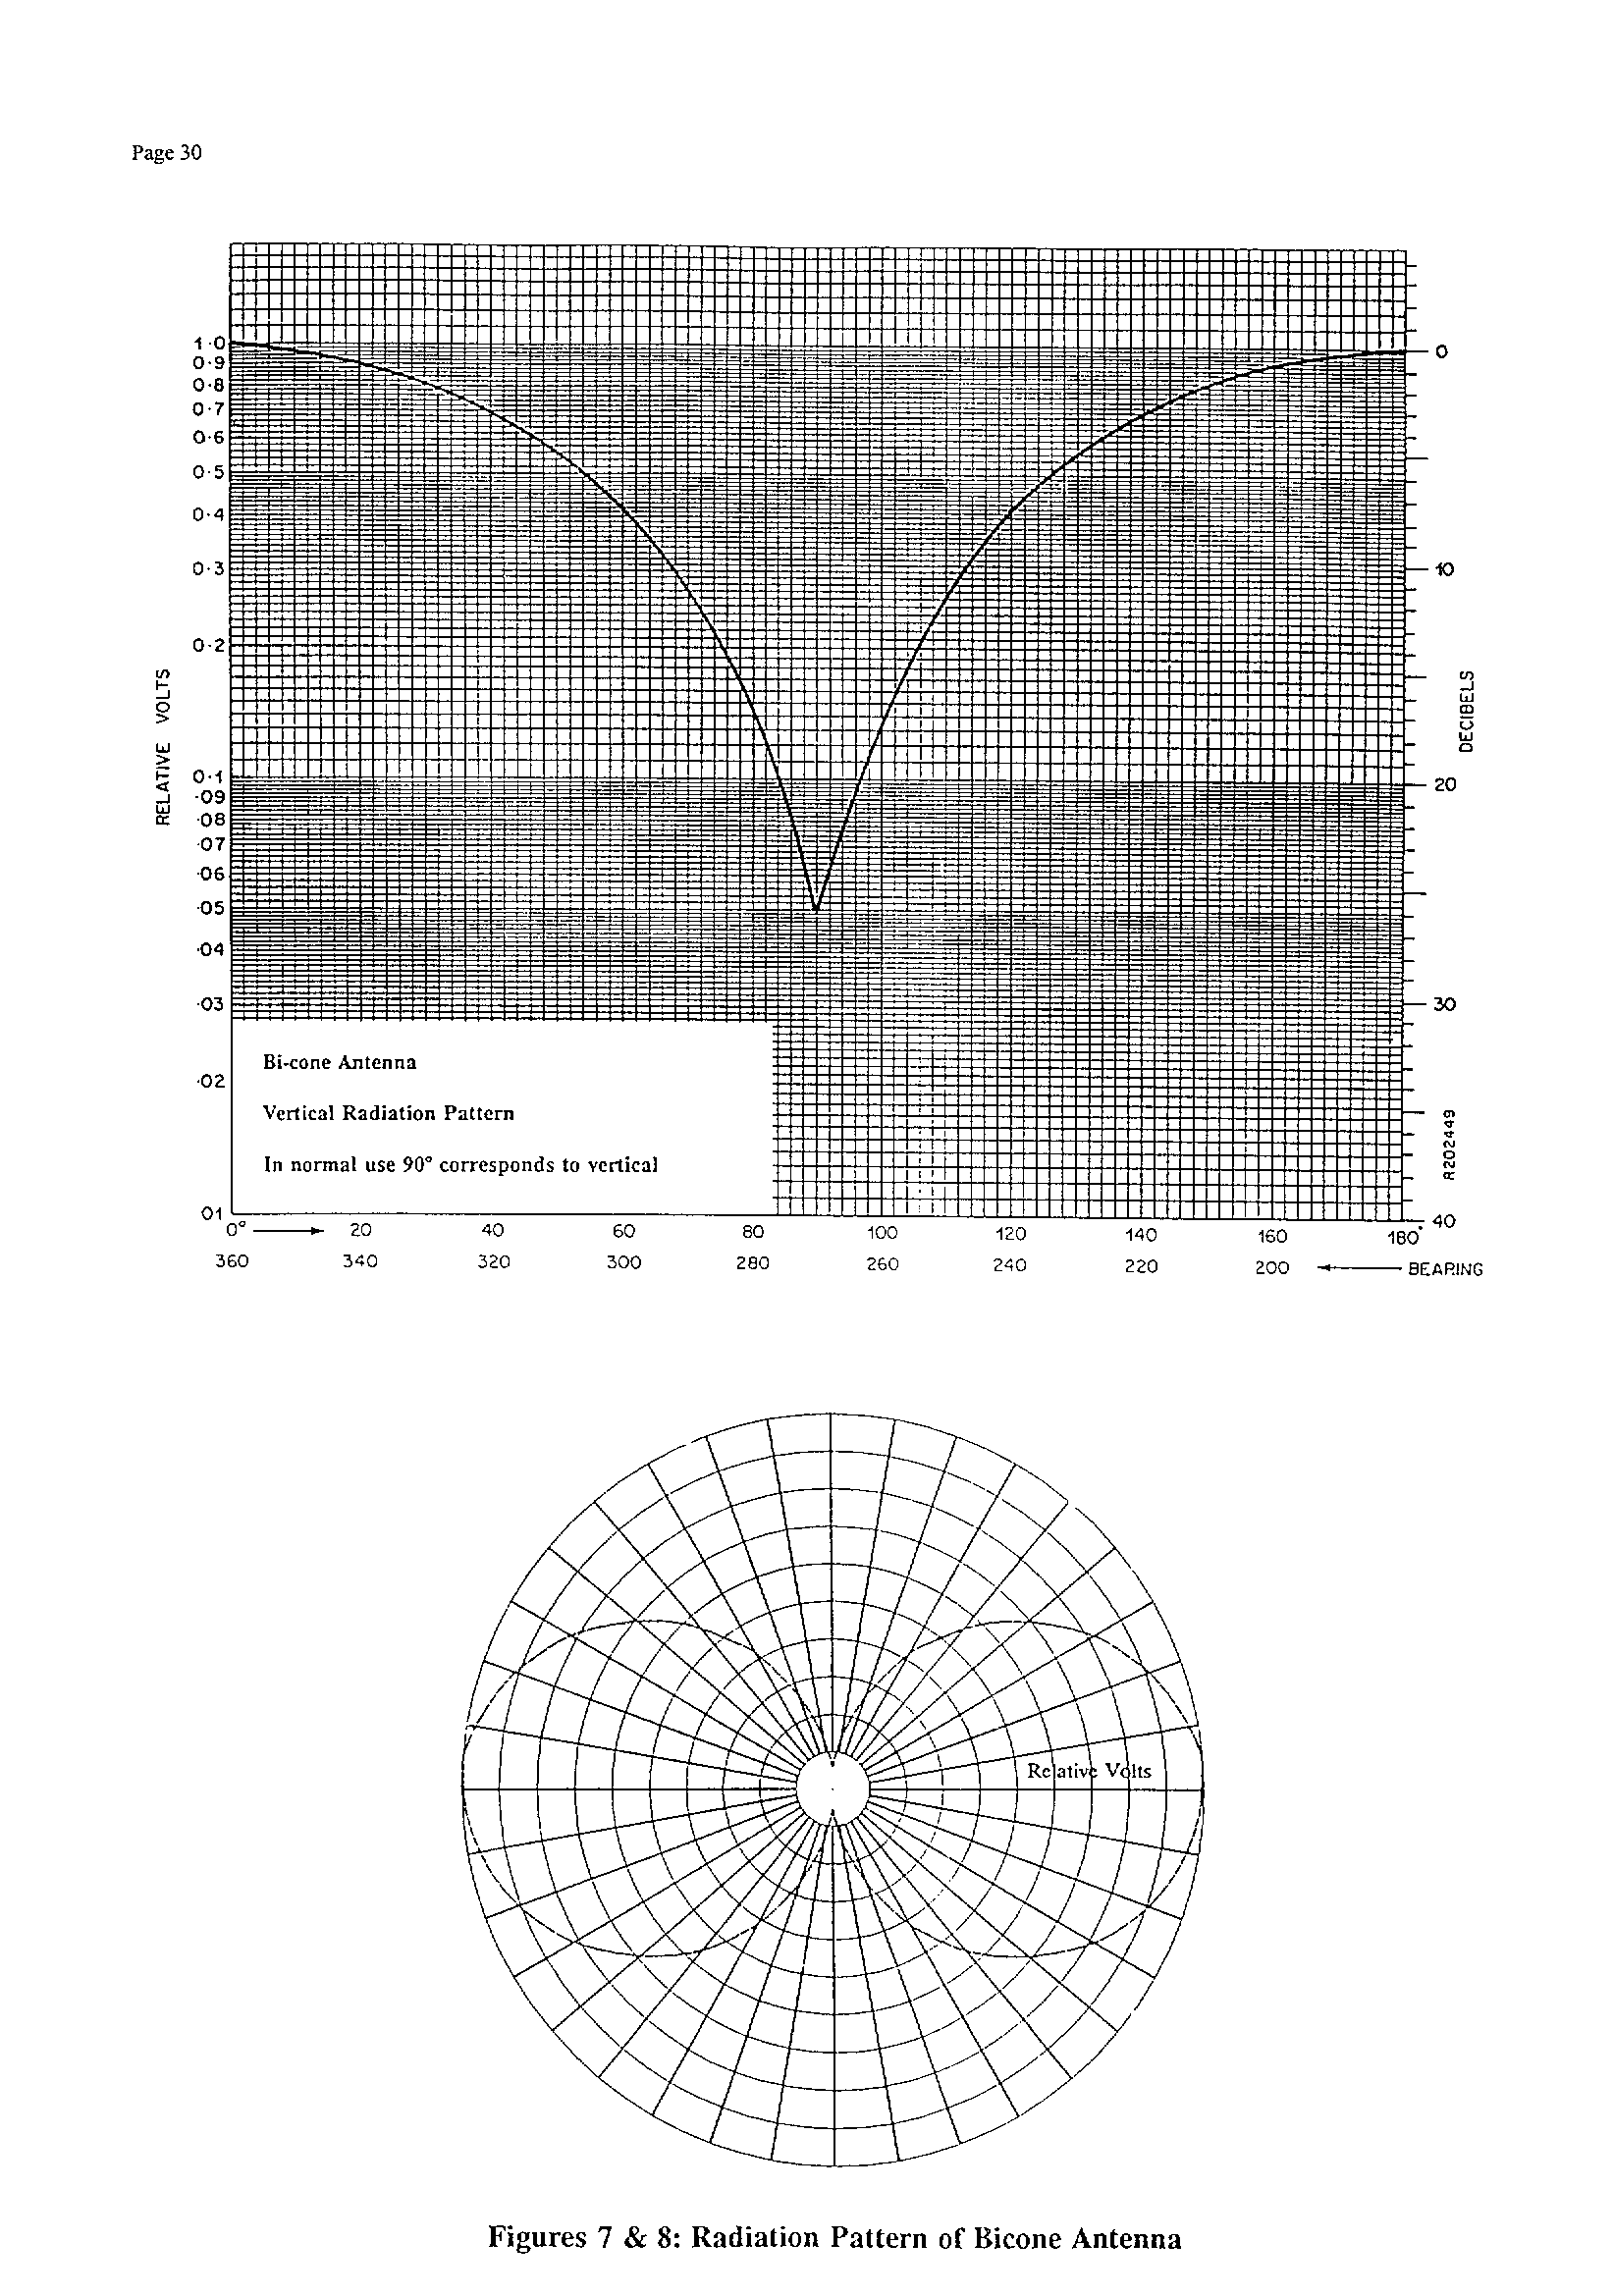 Page 30
1·0
0·9
0·8
0·7
0·6
0·5
0·4
0·3
0·2
0·1
·09
·08
·07
·06
·05
·04
·03
·02
01
RELATIVE VOLTS
0
10
20
30
40
DECIBELS
R202449
Bi-cone Antenna
Vertical Radiation Pattern
In normal use 90° corresponds to vertical
0° 20 40 60 80 100 120 140 160 180°
360 340 320 300 280 260 240 220 200 BEARING
Relative Volts
Figures 7 & 8: Radiation Pattern of Bicone Antenna